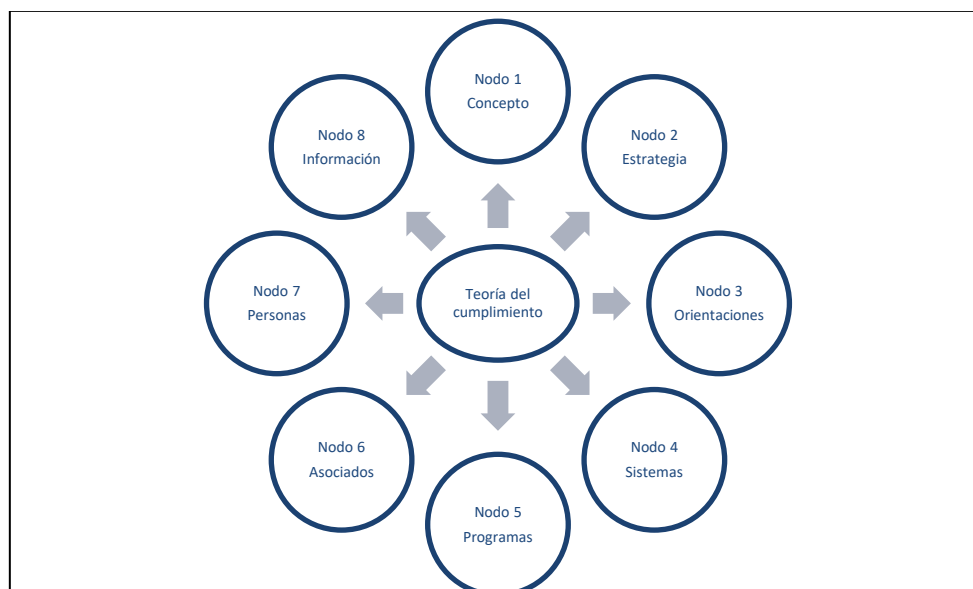 Nodo 1
Concepto
Nodo 2
Estrategia
Nodo 3
Orientaciones
Nodo 4
Sistemas
Nodo 5
Programas
Nodo 6
Asociados
Nodo 7
Personas
Nodo 8
Información
Teoría del
cumplimiento